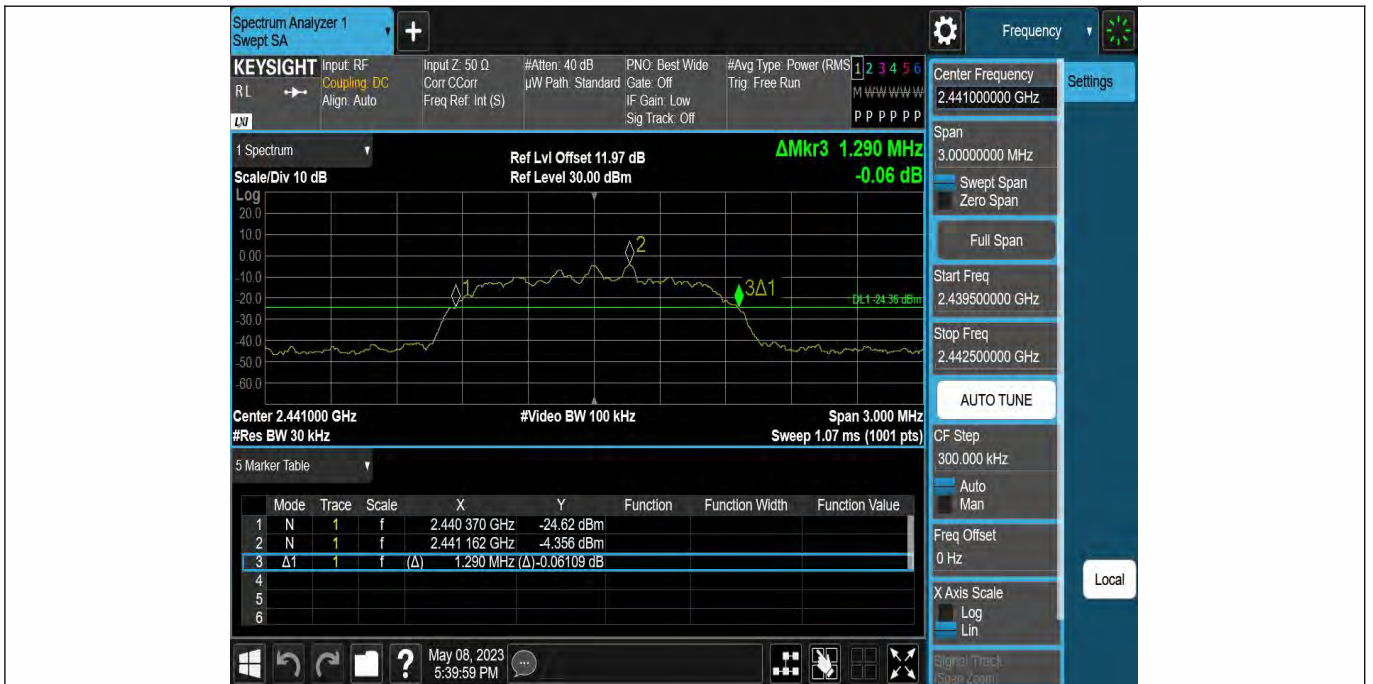 Spectrum Analyzer 1
Swept SA
+
Frequency
KEYSIGHT
RL
LXI
Input: RF
Coupling: DC
Align: Auto
Input Z: 50 Ω
Corr CCorr
Freq Ref: Int (S)
#Atten: 40 dB
µW Path: Standard
PNO: Best Wide
Gate: Off
IF Gain: Low
Sig Track: Off
#Avg Type: Power (RMS
Trig: Free Run
1 2 3 4 5 6
M W W W W W
P P P P P P
1 Spectrum
Scale/Div 10 dB
Ref Lvl Offset 11.97 dB
Ref Level 30.00 dBm
ΔMkr3 1.290 MHz
-0.06 dB
Log
20.0
10.0
0.00
-10.0
-20.0
-30.0
-40.0
-50.0
-60.0
1
2
3Δ1
DL1 -24.36 dBm
Center 2.441000 GHz
#Video BW 100 kHz
Span 3.000 MHz
#Res BW 30 kHz
Sweep 1.07 ms (1001 pts)
5 Marker Table
Mode Trace Scale X Y Function Function Width Function Value
1 N 1 f 2.440 370 GHz -24.62 dBm
2 N 1 f 2.441 162 GHz -4.356 dBm
3 Δ1 1 f (Δ) 1.290 MHz (Δ) -0.06109 dB
4
5
6
?
May 08, 2023
5:39:59 PM
Center Frequency
2.441000000 GHz
Settings
Span
3.00000000 MHz
Swept Span
Zero Span
Full Span
Start Freq
2.439500000 GHz
Stop Freq
2.442500000 GHz
AUTO TUNE
CF Step
300.000 kHz
Auto
Man
Freq Offset
0 Hz
X Axis Scale
Log
Lin
Signal Track
(Span Zoom)
Local